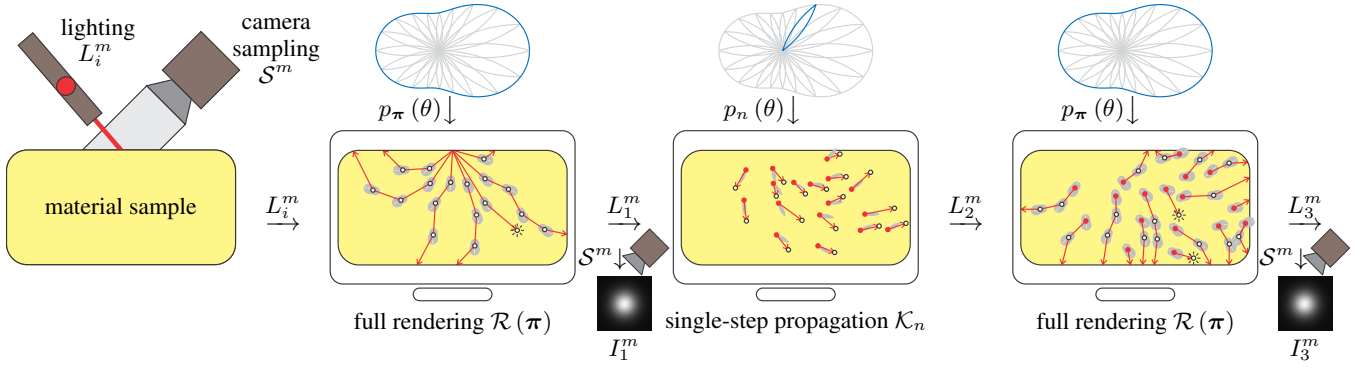 lighting
L_i^m
camera
sampling
𝒮^m
material sample
L_i^m
p_𝝅 (θ)
full rendering ℛ (𝝅)
L_1^m
𝒮^m
I_1^m
p_n (θ)
single-step propagation 𝒦_n
L_2^m
p_𝝅 (θ)
full rendering ℛ (𝝅)
L_3^m
𝒮^m
I_3^m